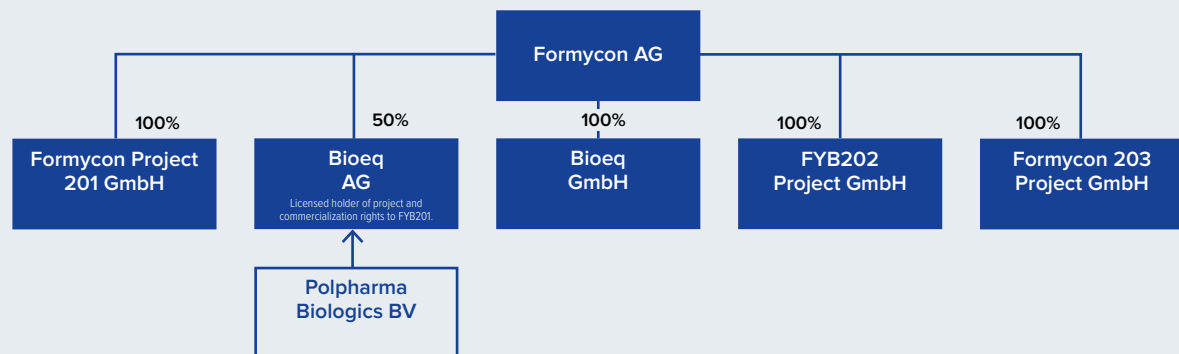 Formycon AG
100%
50%
100%
100%
100%
Formycon Project
201 GmbH
Bioeq
AG
Licensed holder of project and
commercialization rights to FYB201.
Bioeq
GmbH
FYB202
Project GmbH
Formycon 203
Project GmbH
Polpharma
Biologics BV